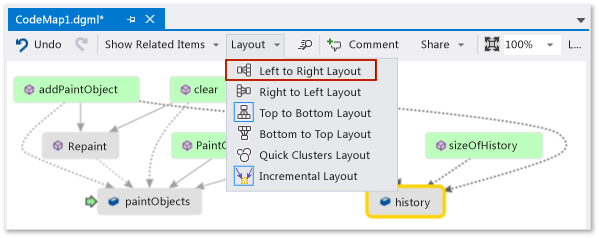 CodeMap1.dgml*
Undo Show Related Items Layout Comment Share 100% L...
Left to Right Layout
Right to Left Layout
Top to Bottom Layout
Bottom to Top Layout
Quick Clusters Layout
Incremental Layout
addPaintObject
clear
Repaint
PaintO
sizeOfHistory
paintObjects
history